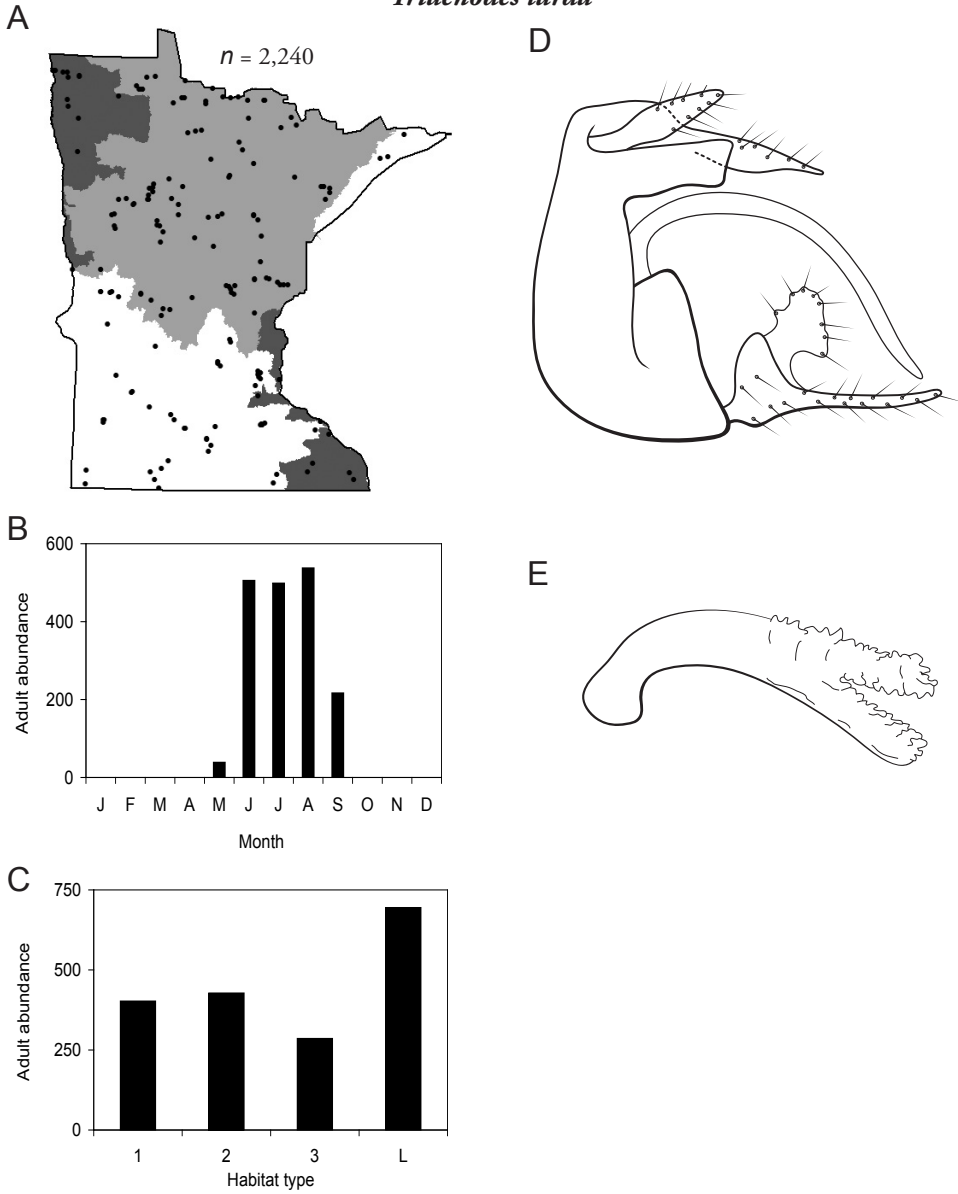 Triaenodes tardu
A
n = 2,240
D
B
600
400
200
0
Adult abundance
J F M A M J J A S O N D
Month
E
C
750
500
250
0
Adult abundance
1 2 3 L
Habitat type